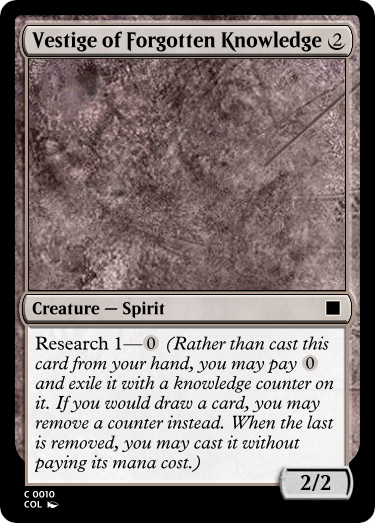 Vestige of Forgotten Knowledge 2
Creature — Spirit
Research 1—0 (Rather than cast this
card from your hand, you may pay 0
and exile it with a knowledge counter on
it. If you would draw a card, you may
remove a counter instead. When the last
is removed, you may cast it without
paying its mana cost.)
2/2
C 0010
COL